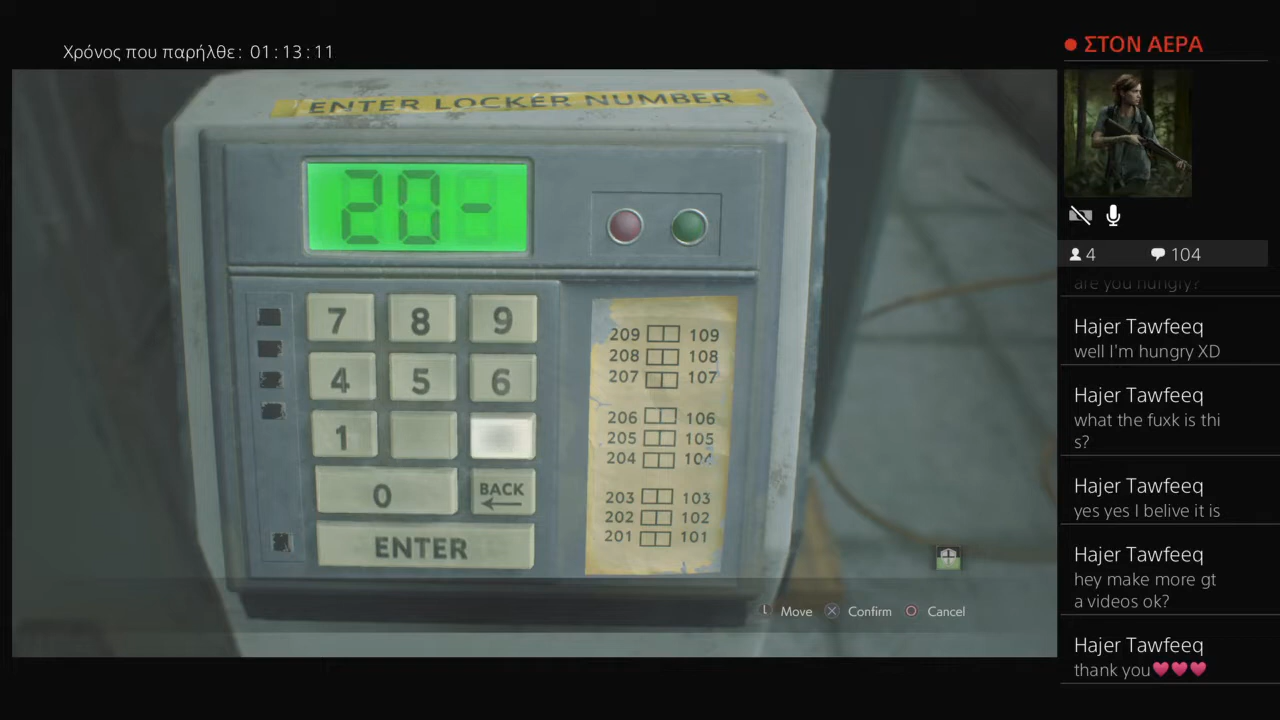 Χρόνος που παρήλθε: 01:13:11
ΣΤΟΝ ΑΕΡΑ
ENTER LOCKER NUMBER
20-
7 8 9
4 5 6
1
0 BACK
ENTER
209 109
208 108
207 107
206 106
205 105
204 104
203 103
202 102
201 101
L Move Confirm Cancel
4 104
are you hungry?
Hajer Tawfeeq
well I'm hungry XD
Hajer Tawfeeq
what the fuxk is thi
s?
Hajer Tawfeeq
yes yes I belive it is
Hajer Tawfeeq
hey make more gt
a videos ok?
Hajer Tawfeeq
thank you💕💕💕